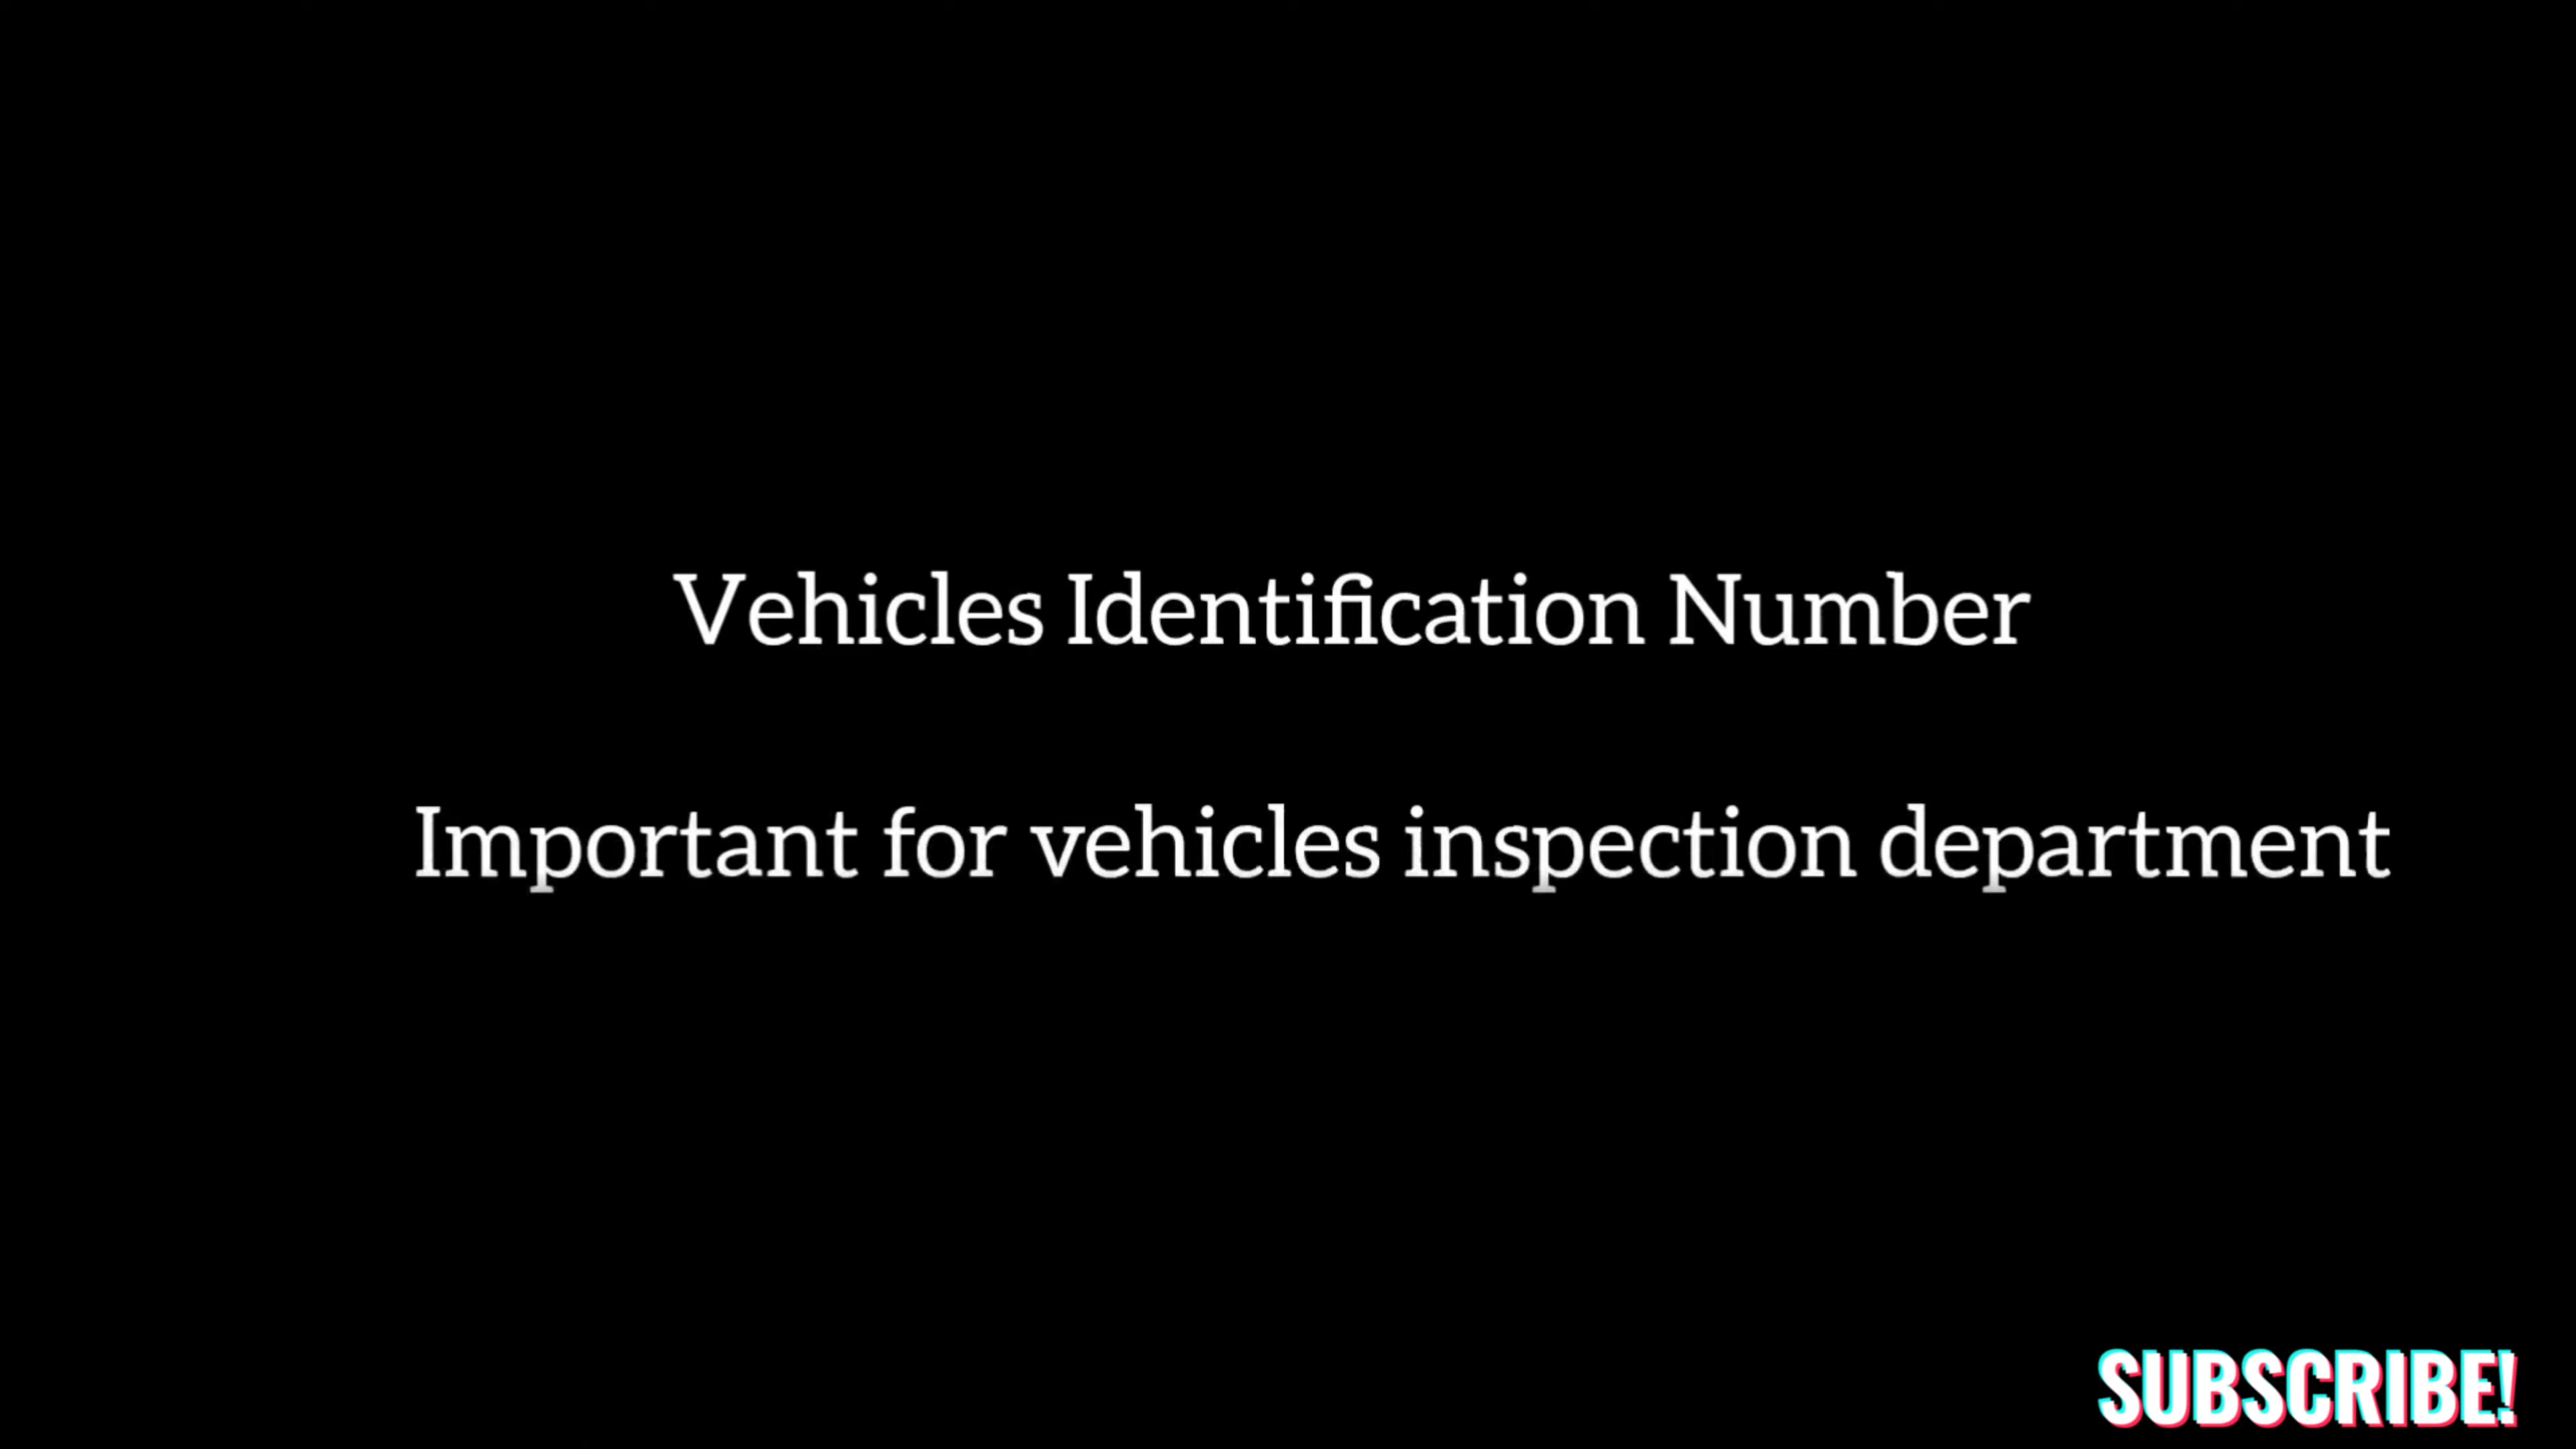 Vehicles Identification Number
Important for vehicles inspection department
SUBSCRIBE!